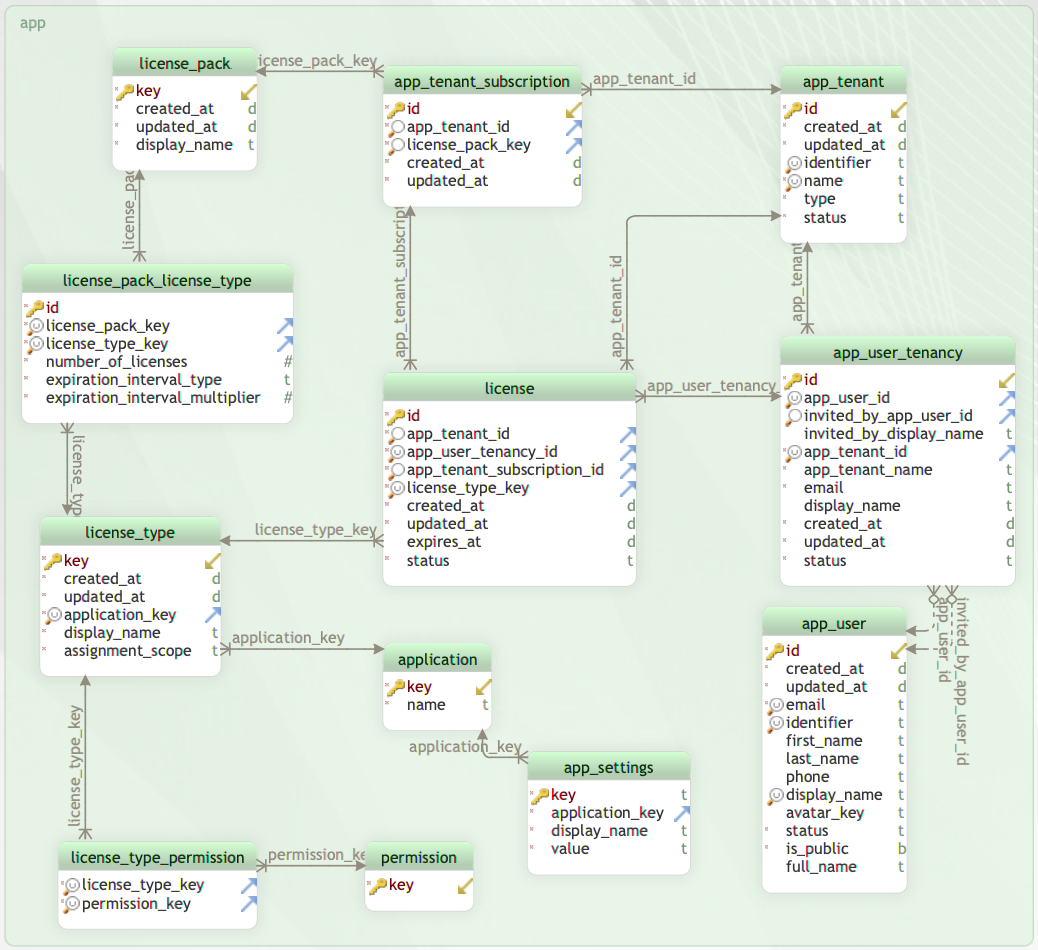 app
license_pack
key
created_at d
updated_at d
display_name t
license_pack_key
app_tenant_subscription
id
app_tenant_id
license_pack_key
created_at d
updated_at d
app_tenant_id
app_tenant
id
created_at d
updated_at d
identifier t
name t
type t
status t
license_pac
app_tenant_subscript
app_tenant_id
app_tenant
license_pack_license_type
id
license_pack_key
license_type_key
number_of_licenses #
expiration_interval_type t
expiration_interval_multiplier #
license
id
app_tenant_id
app_user_tenancy_id
app_tenant_subscription_id
license_type_key
created_at d
updated_at d
expires_at d
status t
app_user_tenancy
app_user_tenancy
id
app_user_id
invited_by_app_user_id
invited_by_display_name t
app_tenant_id
app_tenant_name t
email t
display_name t
created_at d
updated_at d
status t
license_typ
license_type
key
created_at d
updated_at d
application_key
display_name t
assignment_scope t
license_type_key
application_key
application
key
name t
application_key
app_settings
key t
application_key
display_name t
value t
app_user_id
invited_by_app_user_id
app_user
id
created_at d
updated_at d
email t
identifier t
first_name t
last_name t
phone t
display_name t
avatar_key t
status t
is_public b
full_name t
license_type_key
license_type_permission
license_type_key
permission_key
permission_ke
permission
key